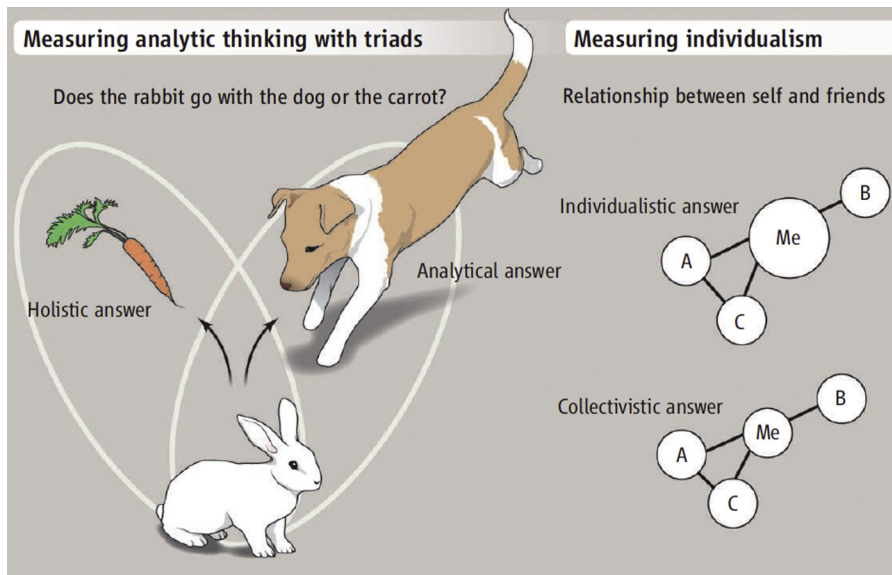 Measuring analytic thinking with triads
Does the rabbit go with the dog or the carrot?
Holistic answer
Analytical answer
Measuring individualism
Relationship between self and friends
Individualistic answer
B
Me
A
C
Collectivistic answer
B
Me
A
C